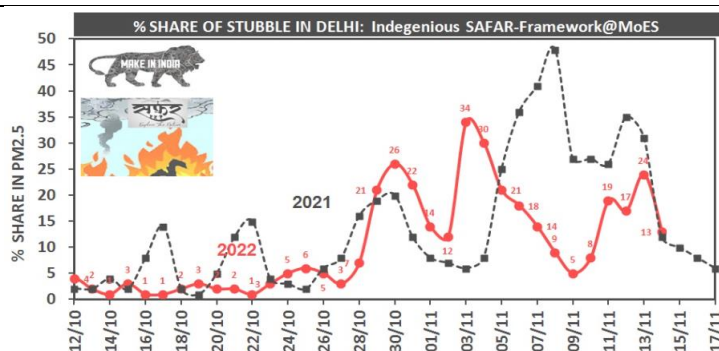 % SHARE OF STUBBLE IN DELHI: Indegenious SAFAR-Framework@MoES
MAKE IN INDIA
सफर
% SHARE IN PM2.5
50
45
40
35
30
25
20
15
10
5
0
2021
2022
4 2 3 1 1 2 3 2 1 3 5 6 5 3 7 21 26 22 14 12 34 30 21 21 18 14 9 5 8 19 17 24 13
12/10 14/10 16/10 18/10 20/10 22/10 24/10 26/10 28/10 30/10 01/11 03/11 05/11 07/11 09/11 11/11 13/11 15/11 17/11